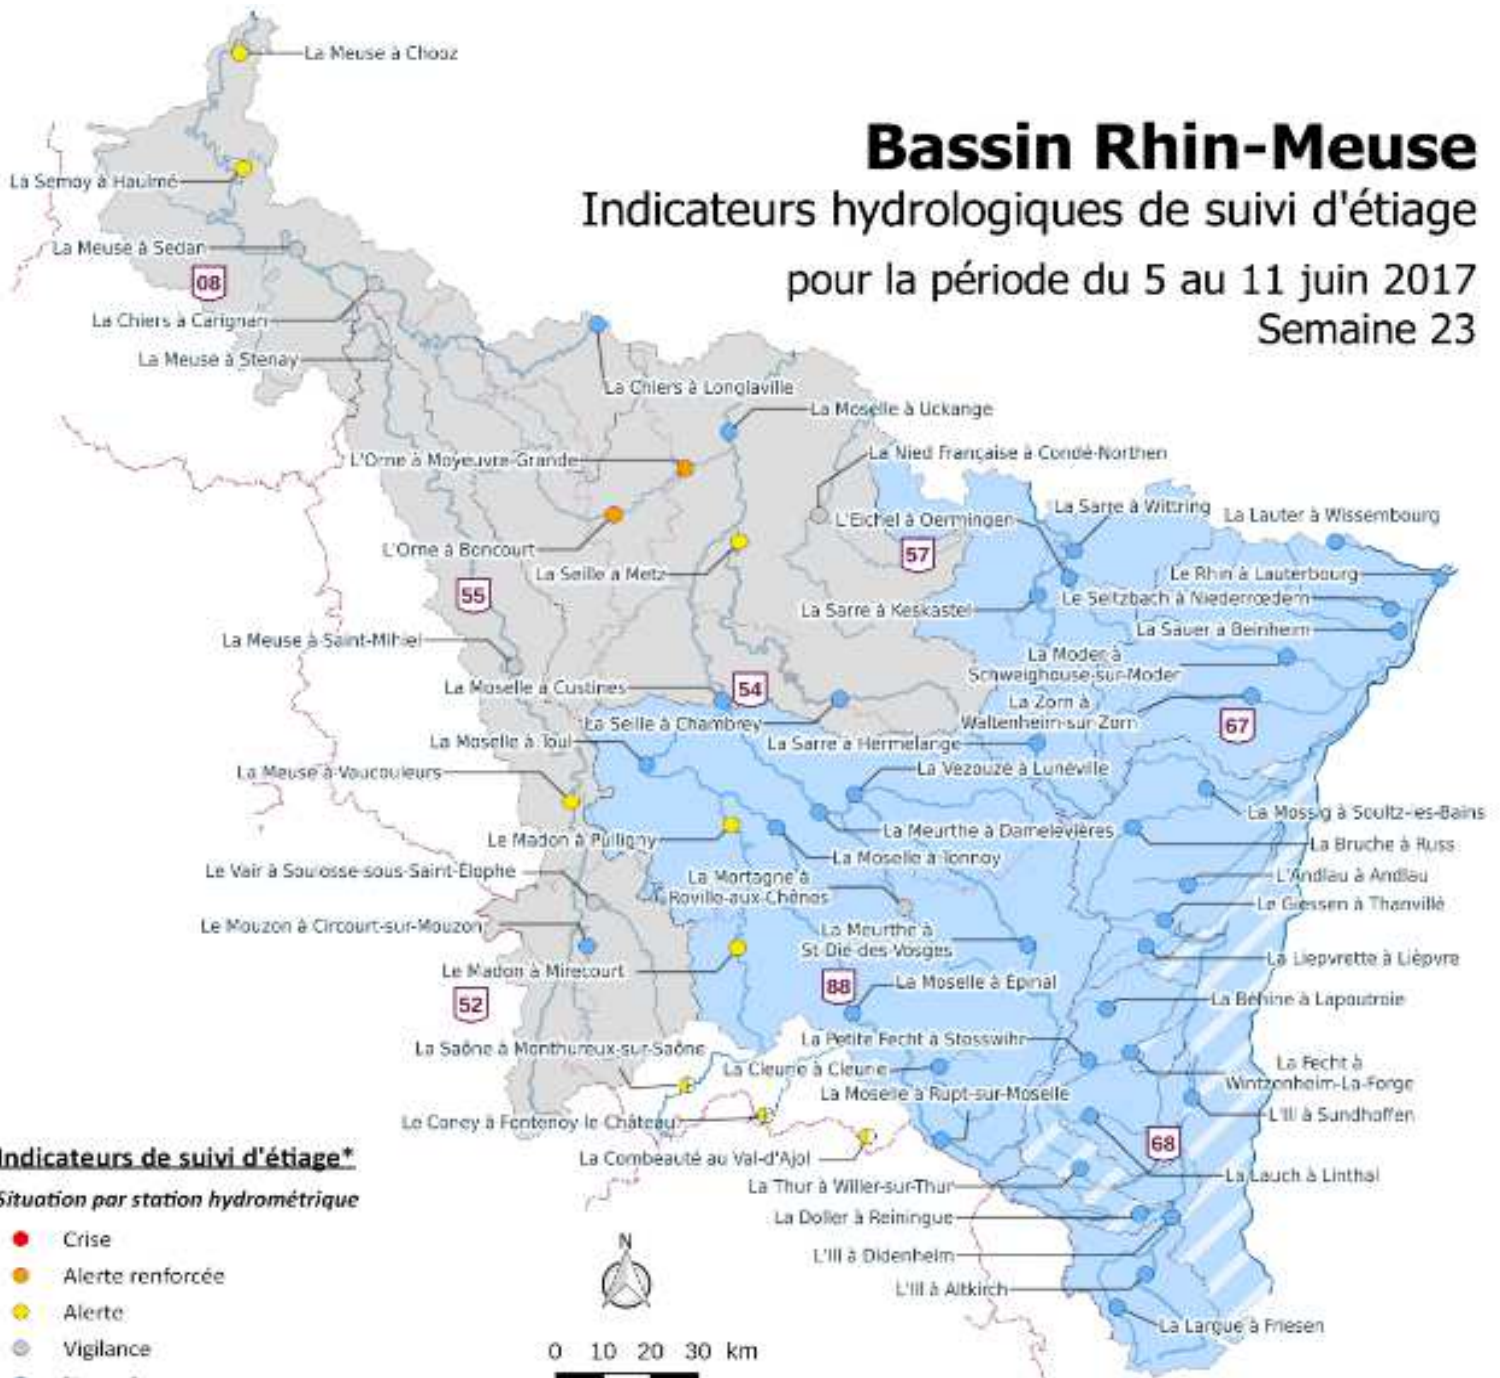 La Meuse à Chooz
Bassin Rhin-Meuse
Indicateurs hydrologiques de suivi d'étiage
pour la période du 5 au 11 juin 2017
Semaine 23
La Semoy à Haulmé
La Meuse à Sedan
08
La Chiers à Carignan
La Meuse à Stenay
La Chiers à Longlaville
La Moselle à Uckange
L'Orne à Moyeuvre-Grande
La Nied Française à Condé-Northen
L'Eichel à Oermingen
La Sarre à Wittring
La Lauter à Wissembourg
L'Orne à Boncourt
57
La Seille à Metz
Le Rhin à Lauterbourg
55
Le Seltzbach à Niederrœdern
La Sarre à Keskastel
La Sauer à Beinheim
La Meuse à Saint-Mihiel
La Moder à
Schweighouse-sur-Moder
La Moselle à Custines
54
La Zorn à
Waltenheim-sur-Zorn
La Seille à Chambrey
67
La Moselle à Toul
La Sarre à Hermelange
La Meuse à Vaucouleurs
La Vezouze à Lunéville
La Mossig à Soultz-les-Bains
Le Madon à Pulligny
La Meurthe à Damelevières
La Bruche à Russ
La Moselle à Tonnoy
Le Vair à Soulosse-sous-Saint-Élophe
La Mortagne à
Roville-aux-Chênes
L'Andlau à Andlau
Le Giessen à Thanvillé
Le Mouzon à Circourt-sur-Mouzon
La Meurthe à
St-Dié-des-Vosges
La Liepvrette à Lièpvre
Le Madon à Mirecourt
88
La Moselle à Épinal
52
La Béhine à Lapoutroie
La Saône à Monthureux-sur-Saône
La Petite Fecht à Stosswihr
La Cleurie à Cleurie
La Fecht à
Wintzenheim-La-Forge
La Moselle à Rupt-sur-Moselle
Le Coney à Fontenoy-le-Château
L'Ill à Sundhoffen
68
La Combeauté au Val-d'Ajol
La Lauch à Linthal
La Thur à Willer-sur-Thur
La Doller à Reiningue
L'Ill à Didenheim
L'Ill à Altkirch
La Largue à Friesen
Indicateurs de suivi d'étiage*
Situation par station hydrométrique
Crise
Alerte renforcée
Alerte
Vigilance
N
0 10 20 30 km